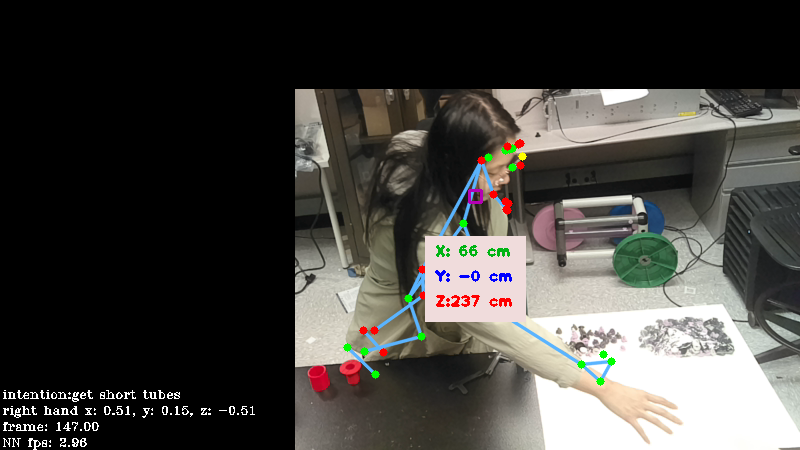 X: 66 cm
Y: -0 cm
Z:237 cm
intention:get short tubes
right hand x: 0.51, y: 0.15, z: -0.51
frame: 147.00
NN fps: 2.96